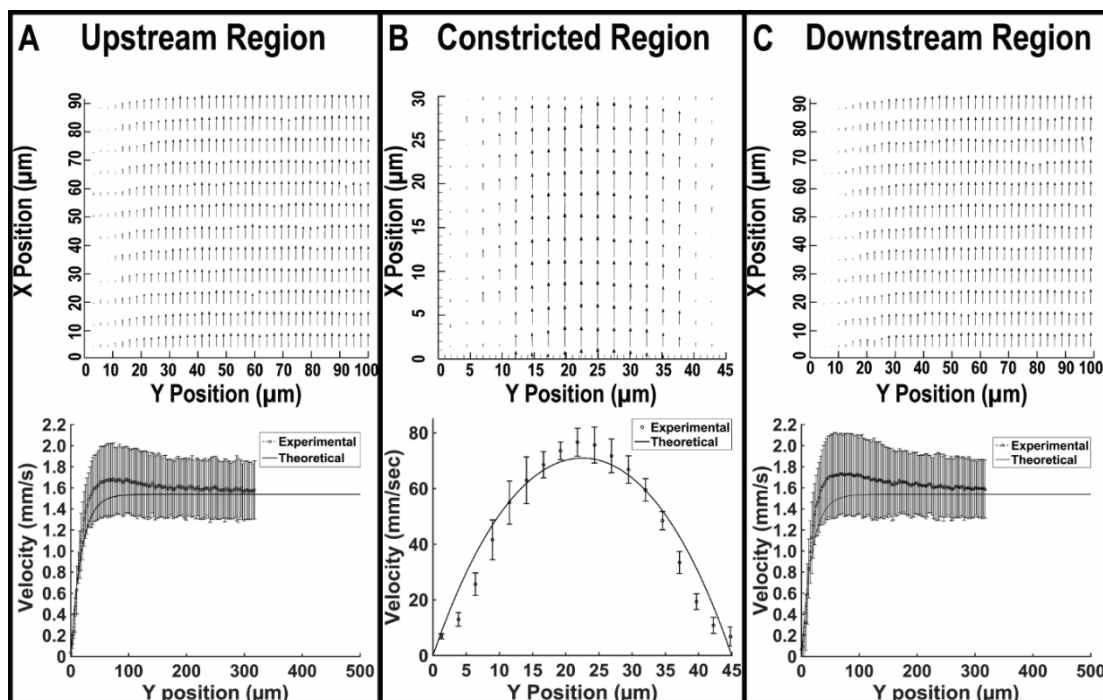 A Upstream Region
B Constricted Region
C Downstream Region
X Position (µm)
0 10 20 30 40 50 60 70 80 90
0 10 20 30 40 50 60 70 80 90 100
Y Position (µm)
X Position (µm)
0 5 10 15 20 25 30
0 5 10 15 20 25 30 35 40 45
Y Position (µm)
X Position (µm)
0 10 20 30 40 50 60 70 80 90
0 10 20 30 40 50 60 70 80 90 100
Y Position (µm)
Velocity (mm/s)
2.2
2.0
1.8
1.6
1.4
1.2
1.0
0.8
0.6
0.4
0.2
0
Experimental
Theoretical
0 100 200 300 400 500
Y position (µm)
Velocity (mm/sec)
80
60
40
20
0
Experimental
Theoretical
0 5 10 15 20 25 30 35 40 45
Y Position (µm)
Velocity (mm/s)
2.2
2.0
1.8
1.6
1.4
1.2
1.0
0.8
0.6
0.4
0.2
0
Experimental
Theoretical
0 100 200 300 400 500
Y position (µm)